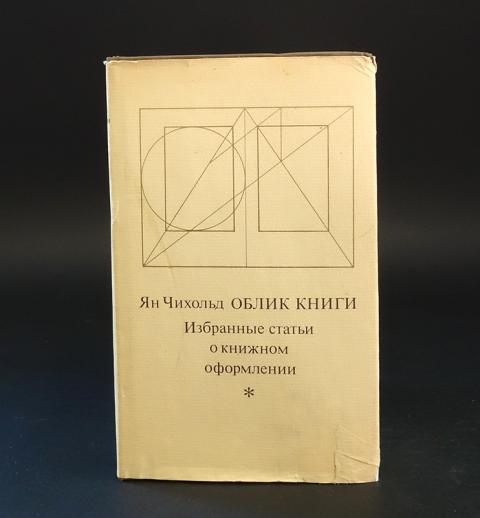 Ян Чихольд ОБЛИК КНИГИ
Избранные статьи
о книжном
оформлении
*